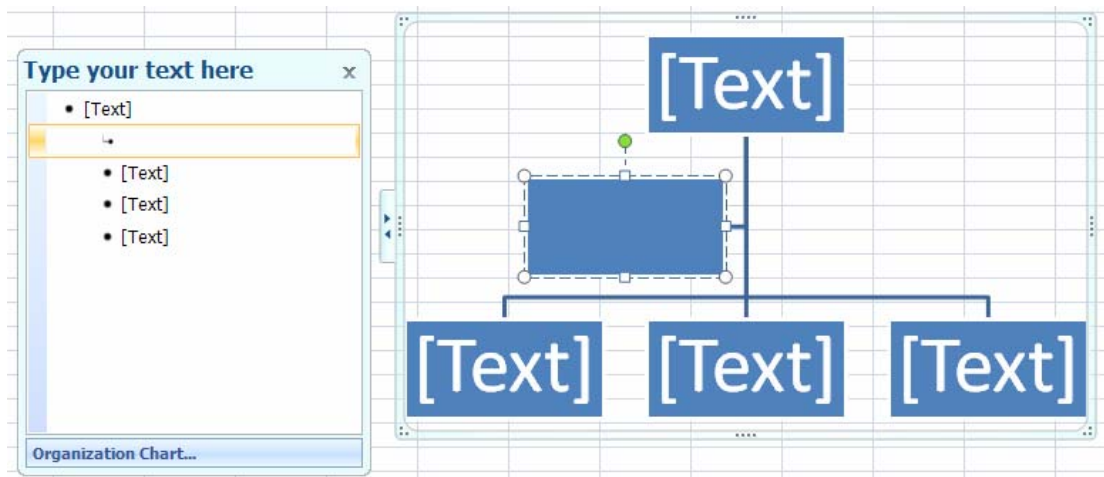 Type your text here x
• [Text]
• [Text]
• [Text]
• [Text]
Organization Chart...
[Text]
[Text] [Text] [Text]